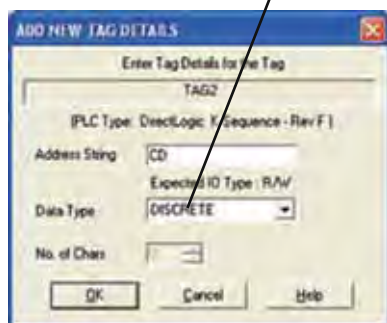 ADD NEW TAG DETAILS
Enter Tag Details for the Tag
TAG2
(PLC Type: DirectLogic K-Sequence - Rev F )
Address String CD
Expected IO Type : R/W
Data Type DISCRETE
No. of Chars
OK Cancel Help